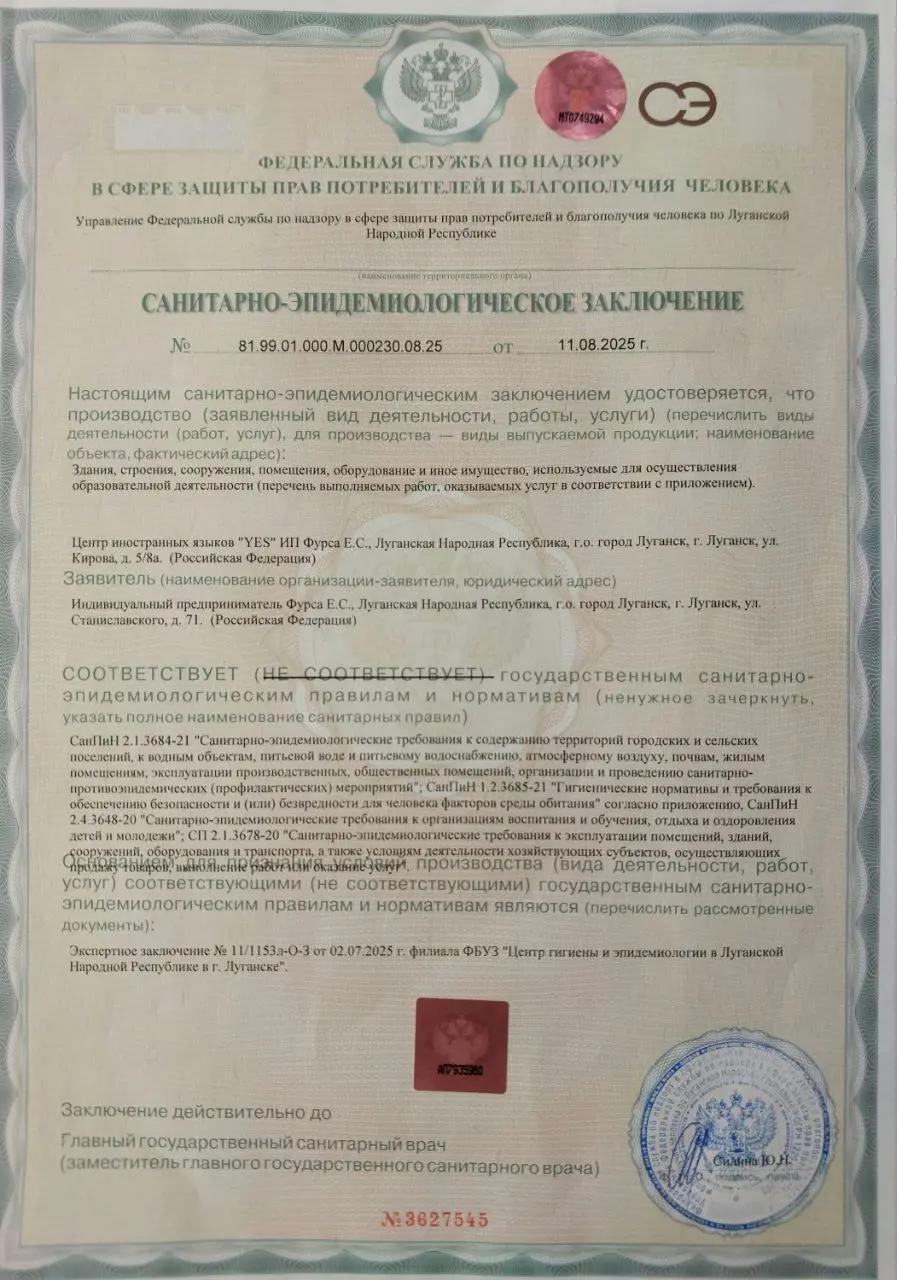 МТ0749294
СЭ
ФЕДЕРАЛЬНАЯ СЛУЖБА ПО НАДЗОРУ
В СФЕРЕ ЗАЩИТЫ ПРАВ ПОТРЕБИТЕЛЕЙ И БЛАГОПОЛУЧИЯ ЧЕЛОВЕКА
Управление Федеральной службы по надзору в сфере защиты прав потребителей и благополучия человека по Луганской
Народной Республике
(наименование территориального органа)
САНИТАРНО-ЭПИДЕМИОЛОГИЧЕСКОЕ ЗАКЛЮЧЕНИЕ
№ 81.99.01.000.М.000230.08.25 от 11.08.2025 г.
Настоящим санитарно-эпидемиологическим заключением удостоверяется, что
производство (заявленный вид деятельности, работы, услуги) (перечислить виды
деятельности (работ, услуг), для производства — виды выпускаемой продукции; наименование
объекта, фактический адрес):
Здания, строения, сооружения, помещения, оборудование и иное имущество, используемые для осуществления
образовательной деятельности (перечень выполняемых работ, оказываемых услуг в соответствии с приложением).
Центр иностранных языков "YES" ИП Фурса Е.С., Луганская Народная Республика, г.о. город Луганск, г. Луганск, ул.
Кирова, д. 5/8а. (Российская Федерация)
Заявитель (наименование организации-заявителя, юридический адрес)
Индивидуальный предприниматель Фурса Е.С., Луганская Народная Республика, г.о. город Луганск, г. Луганск, ул.
Станиславского, д. 71. (Российская Федерация)
СООТВЕТСТВУЕТ (НЕ СООТВЕТСТВУЕТ) государственным санитарно-
эпидемиологическим правилам и нормативам (ненужное зачеркнуть,
указать полное наименование санитарных правил)
СанПиН 2.1.3684-21 "Санитарно-эпидемиологические требования к содержанию территорий городских и сельских
поселений, к водным объектам, питьевой воде и питьевому водоснабжению, атмосферному воздуху, почвам, жилым
помещениям, эксплуатации производственных, общественных помещений, организации и проведению санитарно-
противоэпидемических (профилактических) мероприятий"; СанПиН 1.2.3685-21 "Гигиенические нормативы и требования к
обеспечению безопасности и (или) безвредности для человека факторов среды обитания" согласно приложению, СанПиН
2.4.3648-20 "Санитарно-эпидемиологические требования к организациям воспитания и обучения, отдыха и оздоровления
детей и молодежи"; СП 2.1.3678-20 "Санитарно-эпидемиологические требования к эксплуатации помещений, зданий,
сооружений, оборудования и транспорта, а также условиям деятельности хозяйствующих субъектов, осуществляющих
продажу товаров, выполнение работ или оказание услуг".
Основанием для признания условий производства (вида деятельности, работ,
услуг) соответствующими (не соответствующими) государственным санитарно-
эпидемиологическим правилам и нормативам являются (перечислить рассмотренные
документы):
Экспертное заключение № 11/1153л-О-З от 02.07.2025 г. филиала ФБУЗ "Центр гигиены и эпидемиологии в Луганской
Народной Республике в г. Луганске".
АП7935960
Заключение действительно до
Главный государственный санитарный врач
(заместитель главного государственного санитарного врача)
Силина Ю.Н.
подпись, печать
№3627545